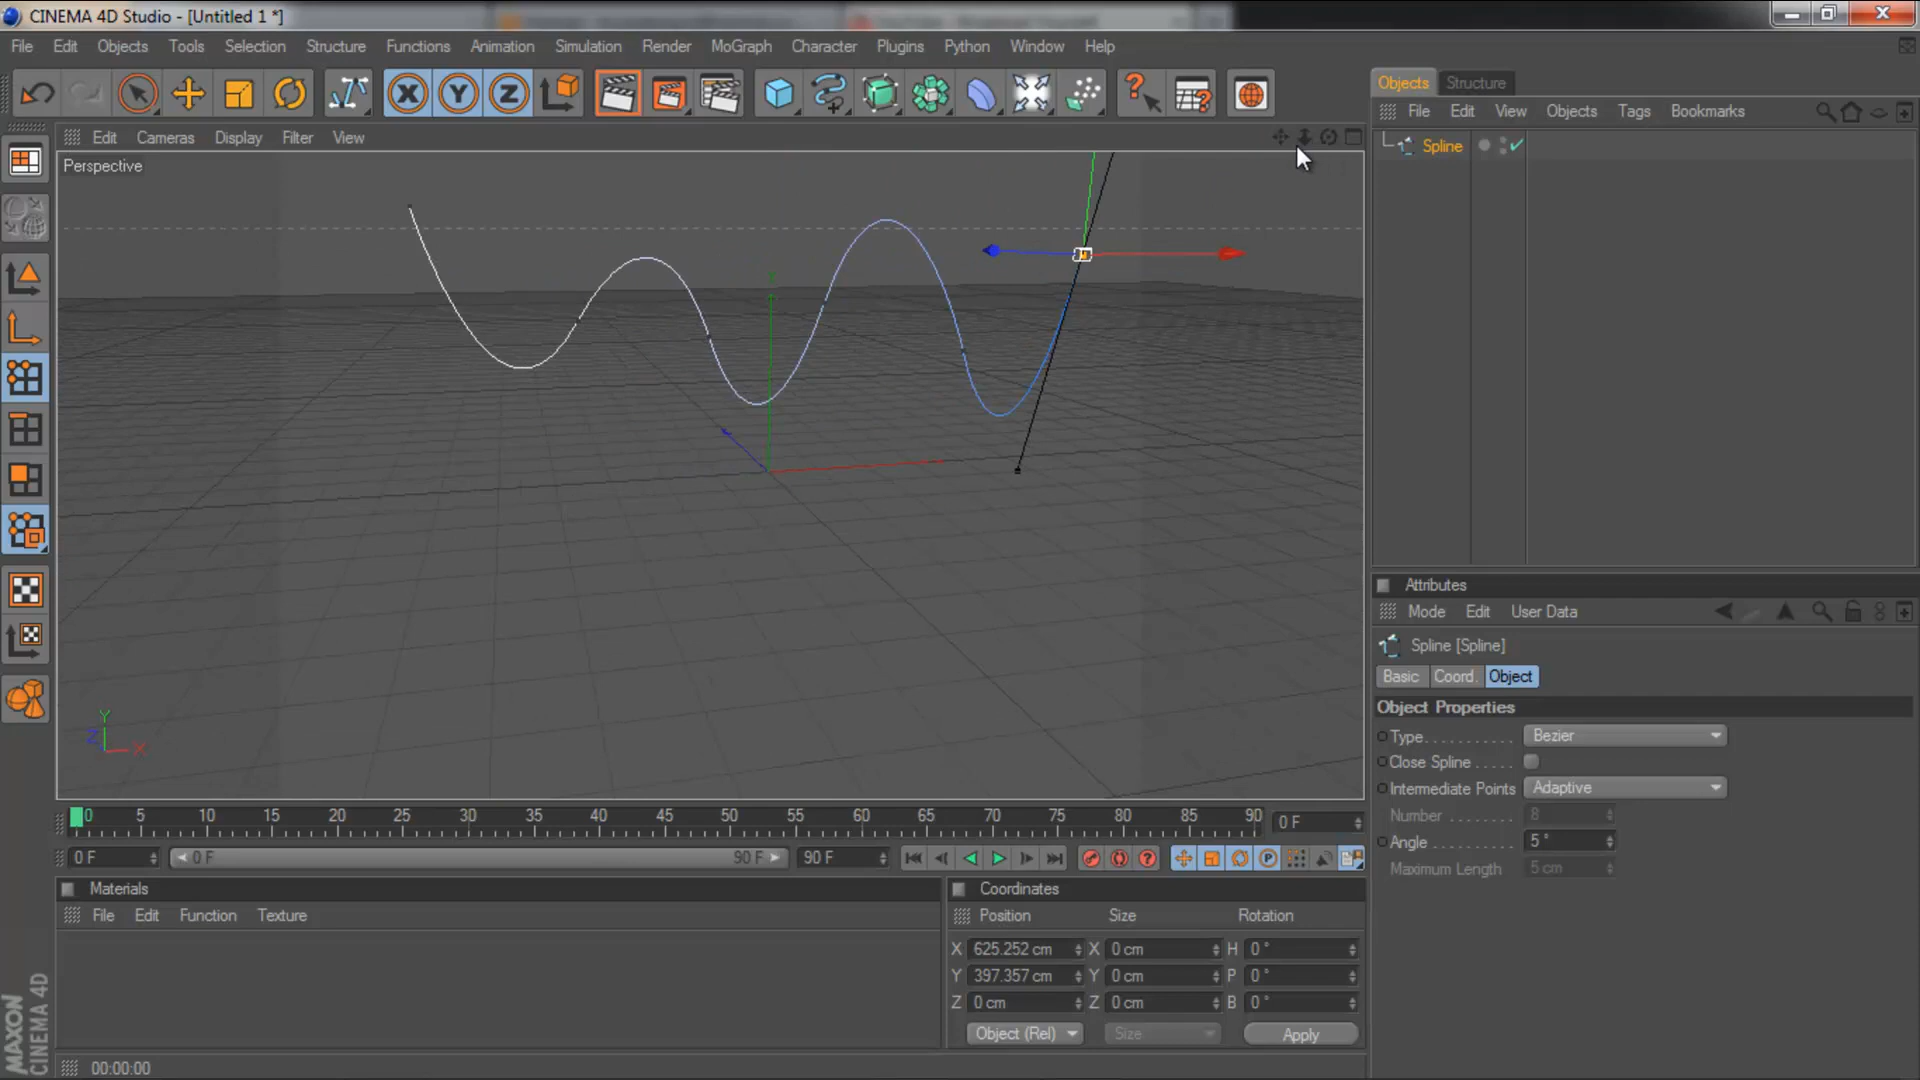 CINEMA 4D Studio - [Untitled 1 *]
File Edit Objects Tools Selection Structure Functions Animation Simulation Render MoGraph Character Plugins Python Window Help
Objects Structure
File Edit View Objects Tags Bookmarks
Spline
Edit Cameras Display Filter View
Perspective
Y
Y
Z X
Attributes
Mode Edit User Data
Spline [Spline]
Basic Coord. Object
Object Properties
Type . . . . . . . . . . . Bezier
Close Spline . . . . .
Intermediate Points Adaptive
Number . . . . . . . . 8
Angle . . . . . . . . . . 5 °
Maximum Length 5 cm
0 5 10 15 20 25 30 35 40 45 50 55 60 65 70 75 80 85 90 0 F
0 F 0 F 90 F 90 F
Materials
File Edit Function Texture
Coordinates
Position Size Rotation
X 625.252 cm X 0 cm H 0 °
Y 397.357 cm Y 0 cm P 0 °
Z 0 cm Z 0 cm B 0 °
Object (Rel) Size Apply
MAXON
CINEMA 4D
00:00:00